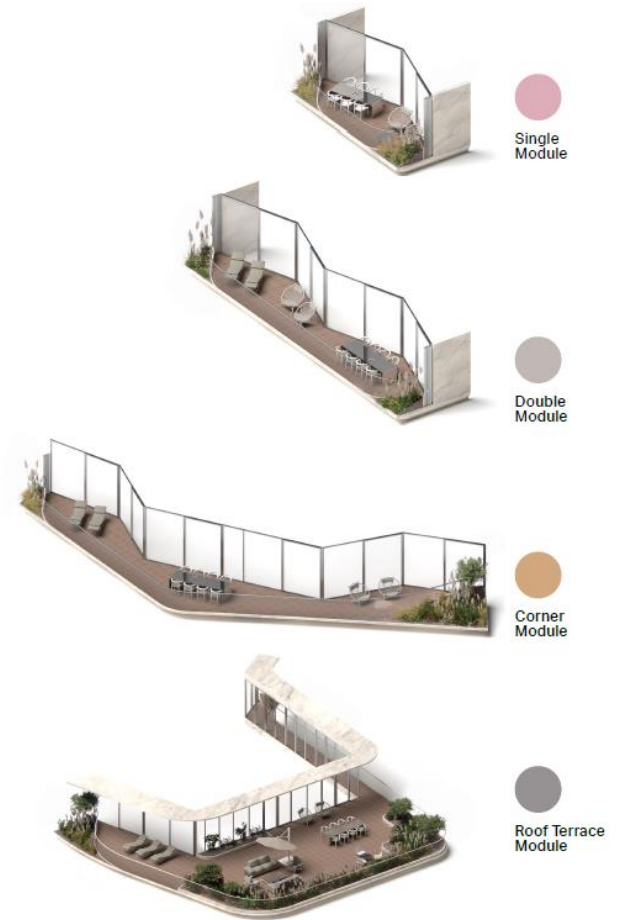 Single
Module
Double
Module
Corner
Module
Roof Terrace
Module